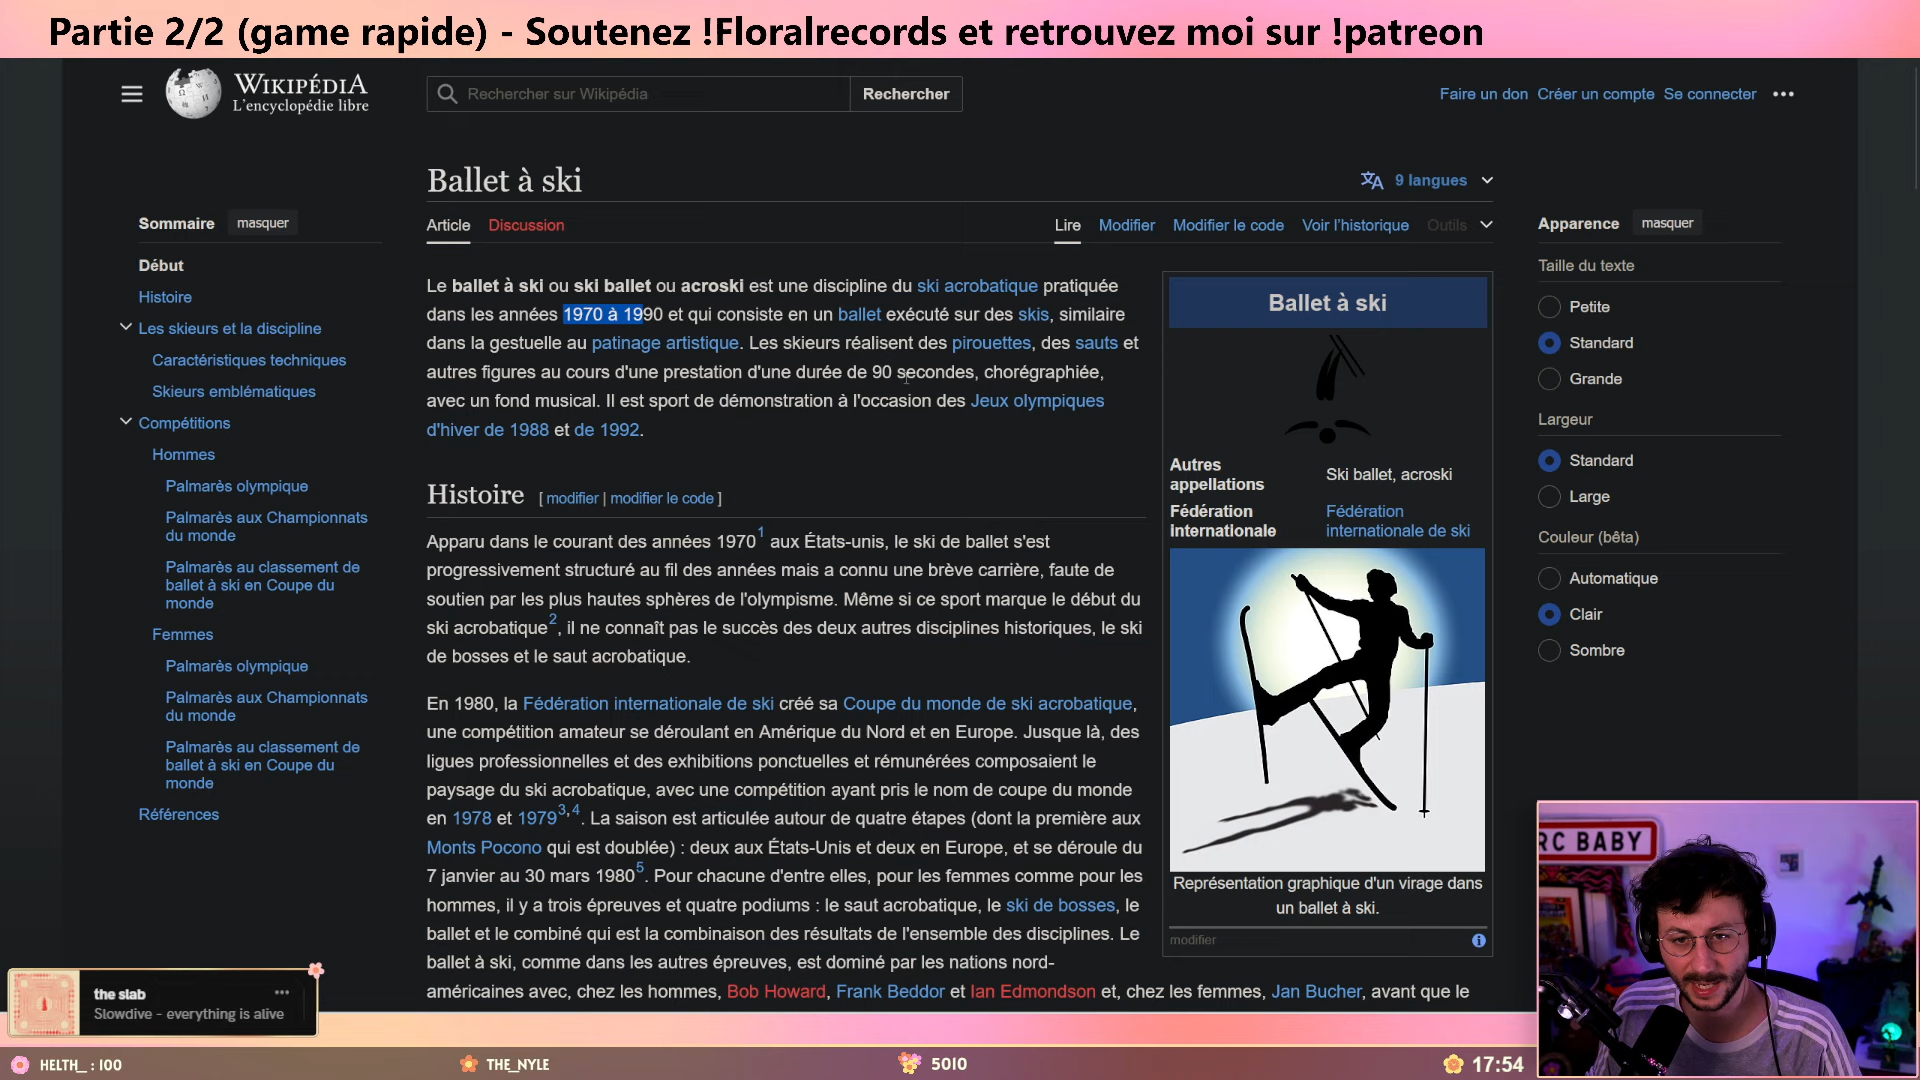 Partie 2/2 (game rapide) - Soutenez !Floralrecords et retrouvez moi sur !patreon
WIKIPÉDIA
L'encyclopédie libre
Rechercher sur Wikipédia
Rechercher
Faire un don Créer un compte Se connecter
Ballet à ski
9 langues
Article Discussion
Lire Modifier Modifier le code Voir l'historique Outils
Sommaire masquer
Début
Histoire
Les skieurs et la discipline
Caractéristiques techniques
Skieurs emblématiques
Compétitions
Hommes
Palmarès olympique
Palmarès aux Championnats
du monde
Palmarès au classement de
ballet à ski en Coupe du
monde
Femmes
Palmarès olympique
Palmarès aux Championnats
du monde
Palmarès au classement de
ballet à ski en Coupe du
monde
Références
Le ballet à ski ou ski ballet ou acroski est une discipline du ski acrobatique pratiquée
dans les années 1970 à 1990 et qui consiste en un ballet exécuté sur des skis, similaire
dans la gestuelle au patinage artistique. Les skieurs réalisent des pirouettes, des sauts et
autres figures au cours d'une prestation d'une durée de 90 secondes, chorégraphiée,
avec un fond musical. Il est sport de démonstration à l'occasion des Jeux olympiques
d'hiver de 1988 et de 1992.
Histoire [ modifier | modifier le code ]
Apparu dans le courant des années 1970¹ aux États-unis, le ski de ballet s'est
progressivement structuré au fil des années mais a connu une brève carrière, faute de
soutien par les plus hautes sphères de l'olympisme. Même si ce sport marque le début du
ski acrobatique², il ne connaît pas le succès des deux autres disciplines historiques, le ski
de bosses et le saut acrobatique.
En 1980, la Fédération internationale de ski créé sa Coupe du monde de ski acrobatique,
une compétition amateur se déroulant en Amérique du Nord et en Europe. Jusque là, des
ligues professionnelles et des exhibitions ponctuelles et rémunérées composaient le
paysage du ski acrobatique, avec une compétition ayant pris le nom de coupe du monde
en 1978 et 1979³,⁴. La saison est articulée autour de quatre étapes (dont la première aux
Monts Pocono qui est doublée) : deux aux États-Unis et deux en Europe, et se déroule du
7 janvier au 30 mars 1980⁵. Pour chacune d'entre elles, pour les femmes comme pour les
hommes, il y a trois épreuves et quatre podiums : le saut acrobatique, le ski de bosses, le
ballet et le combiné qui est la combinaison des résultats de l'ensemble des disciplines. Le
ballet à ski, comme dans les autres épreuves, est dominé par les nations nord-
américaines avec, chez les hommes, Bob Howard, Frank Beddor et Ian Edmondson et, chez les femmes, Jan Bucher, avant que le
Ballet à ski
Autres
appellations
Ski ballet, acroski
Fédération
internationale
Fédération
internationale de ski
Représentation graphique d'un virage dans
un ballet à ski.
modifier
Apparence masquer
Taille du texte
Petite
Standard
Grande
Largeur
Standard
Large
Couleur (bêta)
Automatique
Clair
Sombre
RC BABY
the slab
Slowdive - everything is alive
HELTH_ : 100
THE_NYLE
5010
17:54